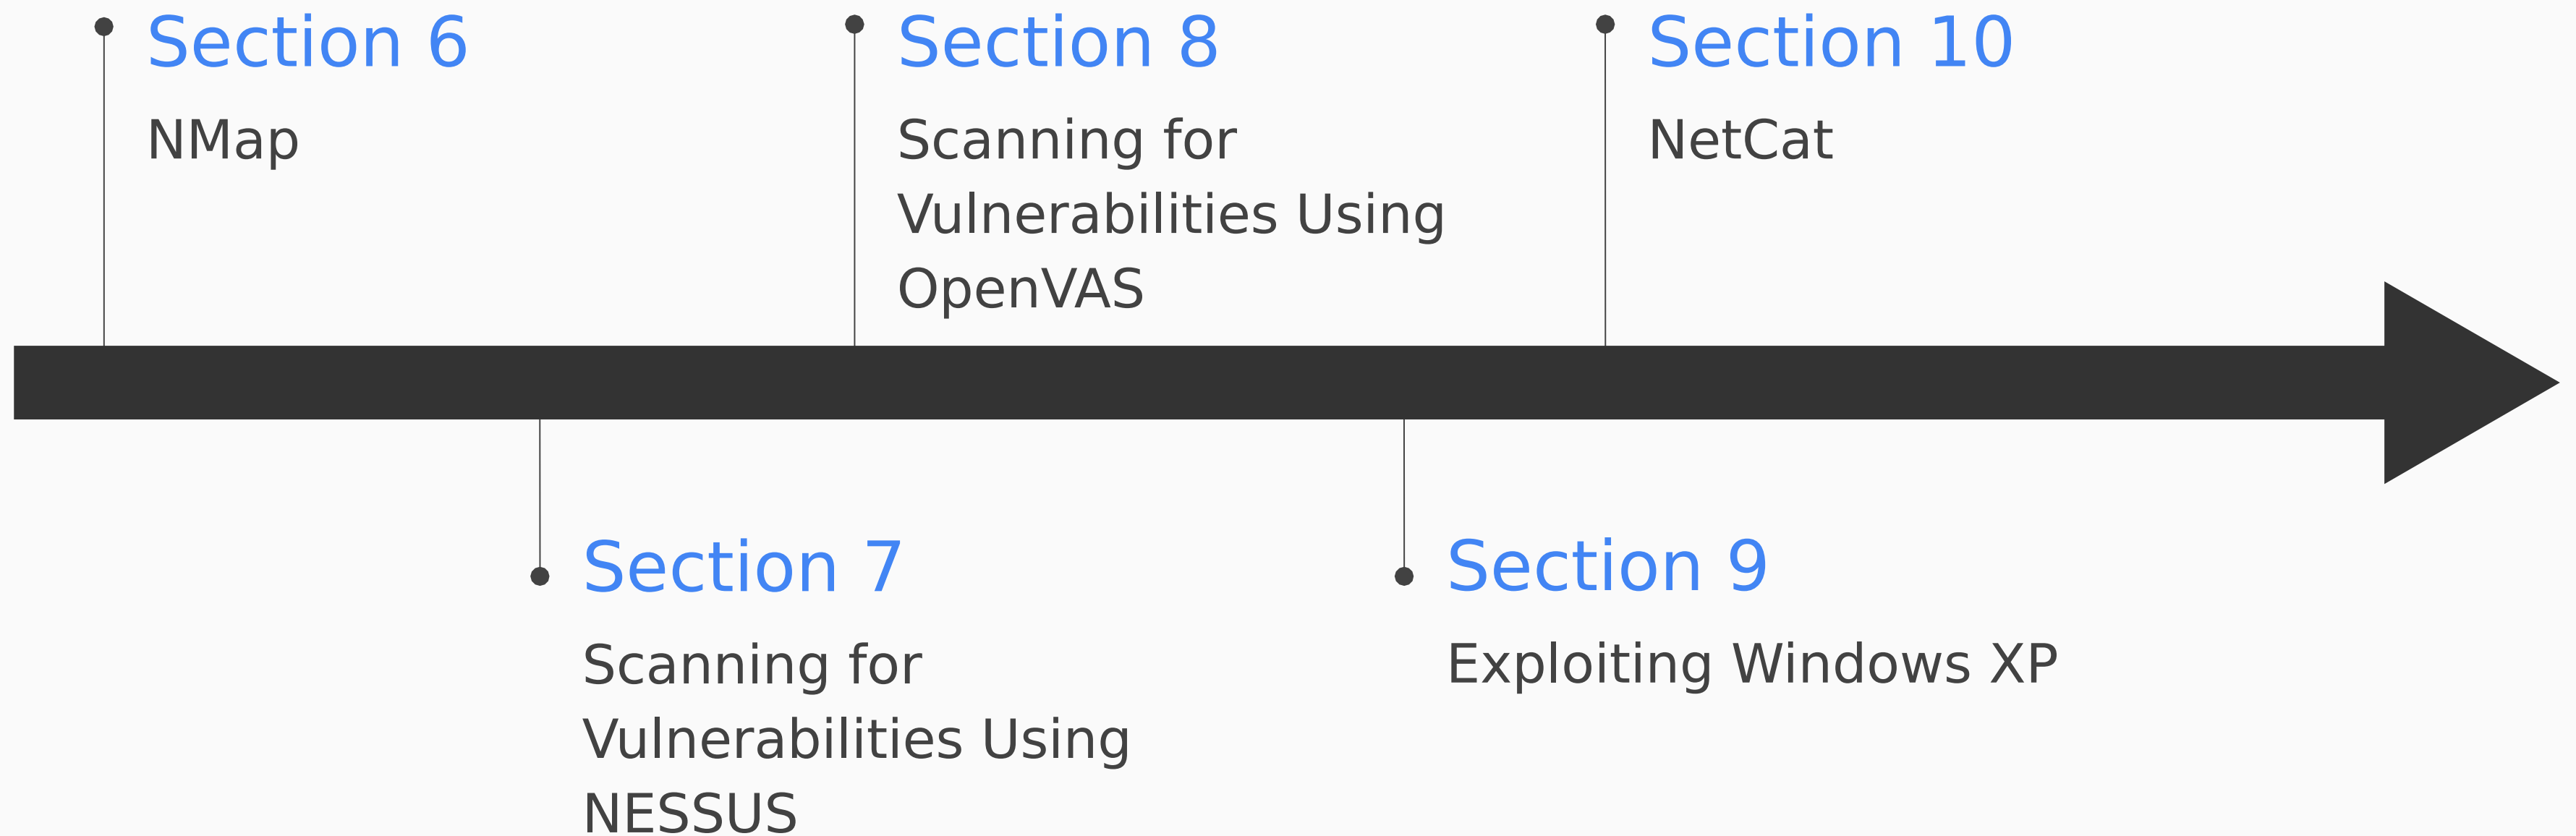 Section 6
NMap
Section 8
Scanning for
Vulnerabilities Using
OpenVAS
Section 10
NetCat
Section 7
Scanning for
Vulnerabilities Using
NESSUS
Section 9
Exploiting Windows XP